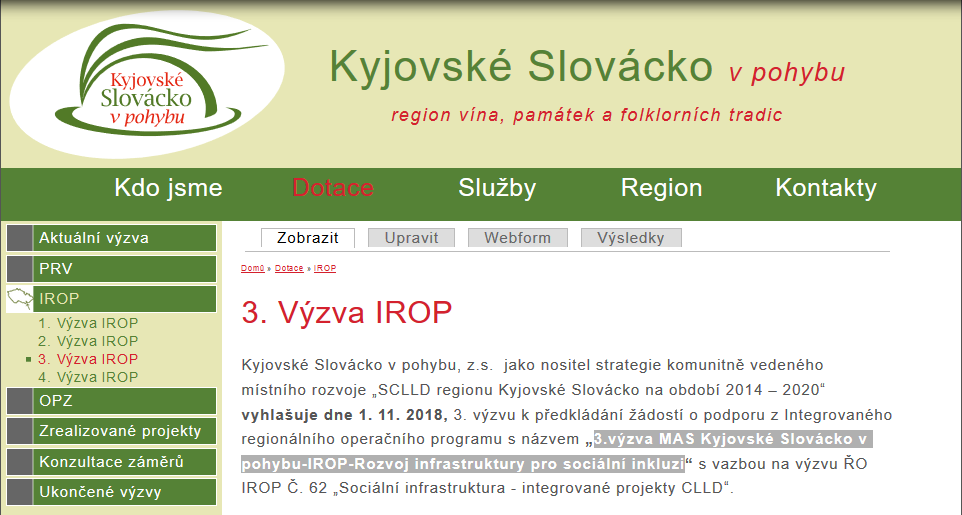 Kyjovské
Slovácko
v pohybu
Kyjovské Slovácko v pohybu
region vína, památek a folklorních tradic
Kdo jsme Dotace Služby Region Kontakty
Aktuální výzva
PRV
IROP
1. Výzva IROP
2. Výzva IROP
3. Výzva IROP
4. Výzva IROP
OPZ
Zrealizované projekty
Konzultace záměrů
Ukončené výzvy
Zobrazit Upravit Webform Výsledky
Domů » Dotace » IROP
3. Výzva IROP
Kyjovské Slovácko v pohybu, z.s. jako nositel strategie komunitně vedeného
místního rozvoje „SCLLD regionu Kyjovské Slovácko na období 2014 – 2020“
vyhlašuje dne 1. 11. 2018, 3. výzvu k předkládání žádostí o podporu z Integrovaného
regionálního operačního programu s názvem „3.výzva MAS Kyjovské Slovácko v
pohybu-IROP-Rozvoj infrastruktury pro sociální inkluzi“ s vazbou na výzvu ŘO
IROP Č. 62 „Sociální infrastruktura - integrované projekty CLLD“.